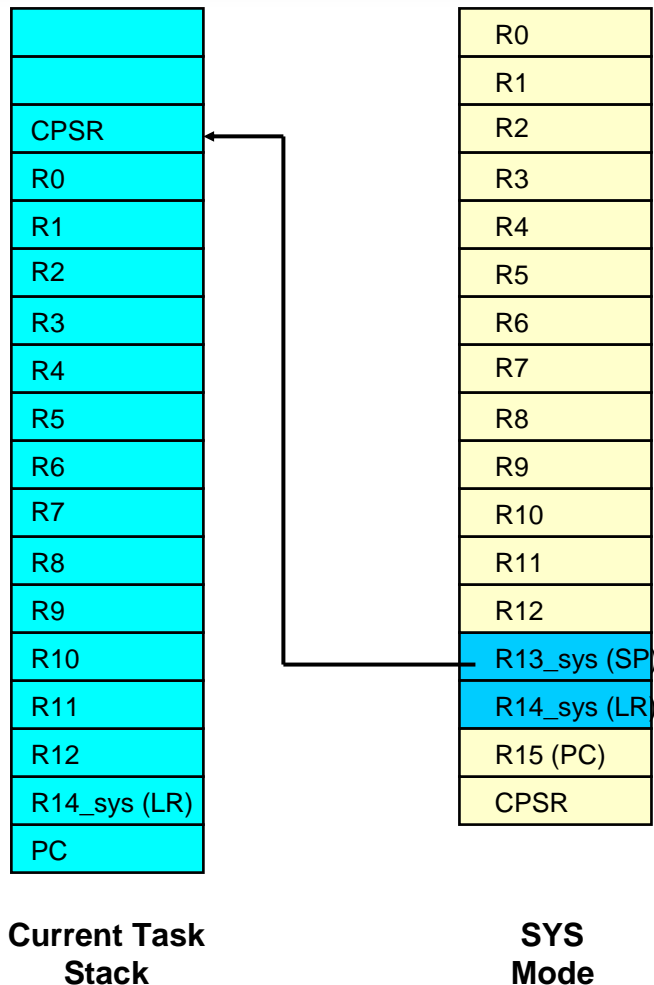 CPSR
R0
R1
R2
R3
R4
R5
R6
R7
R8
R9
R10
R11
R12
R14_sys (LR)
PC
Current Task
Stack
R0
R1
R2
R3
R4
R5
R6
R7
R8
R9
R10
R11
R12
R13_sys (SP)
R14_sys (LR)
R15 (PC)
CPSR
SYS
Mode